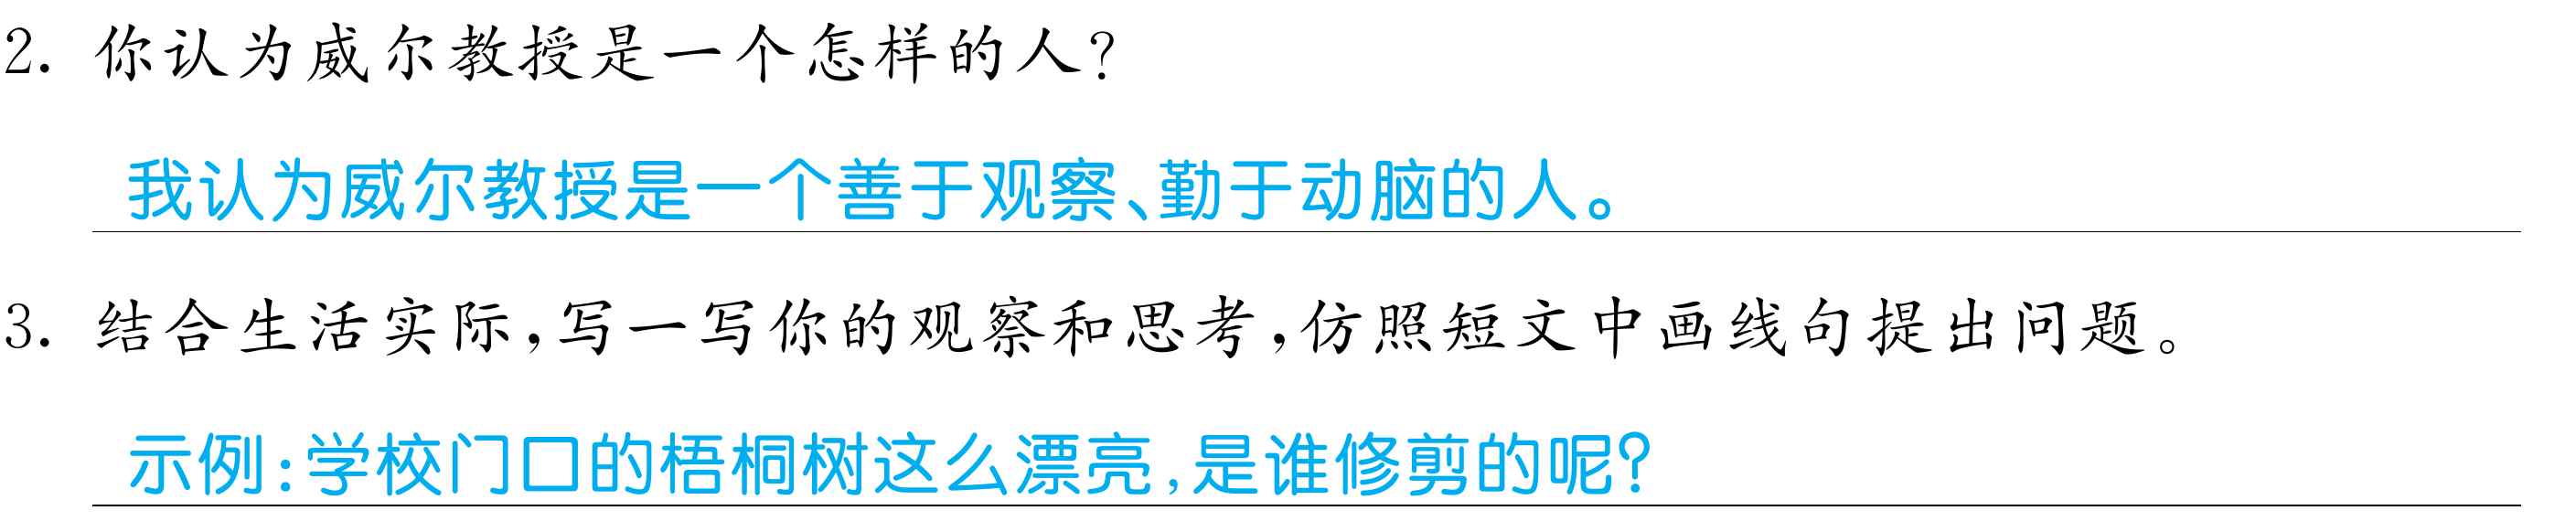 2. 你认为威尔教授是一个怎样的人?
我认为威尔教授是一个善于观察、勤于动脑的人。
3. 结合生活实际,写一写你的观察和思考,仿照短文中画线句提出问题。
示例:学校门口的梧桐树这么漂亮,是谁修剪的呢?